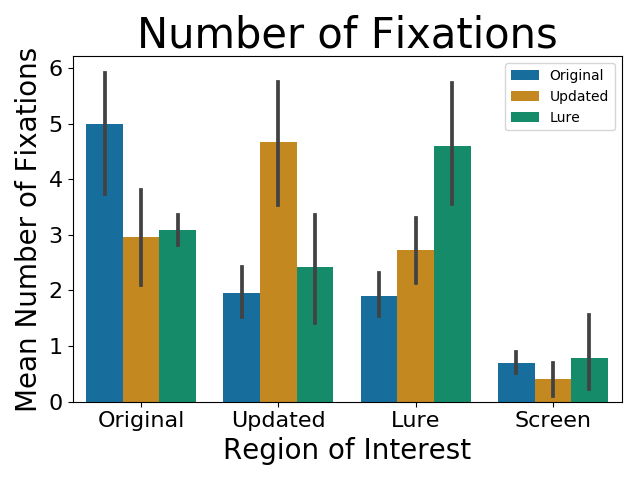 Number of Fixations
Mean Number of Fixations
6
5
4
3
2
1
0
Original
Updated
Lure
Original
Updated
Lure
Screen
Region of Interest